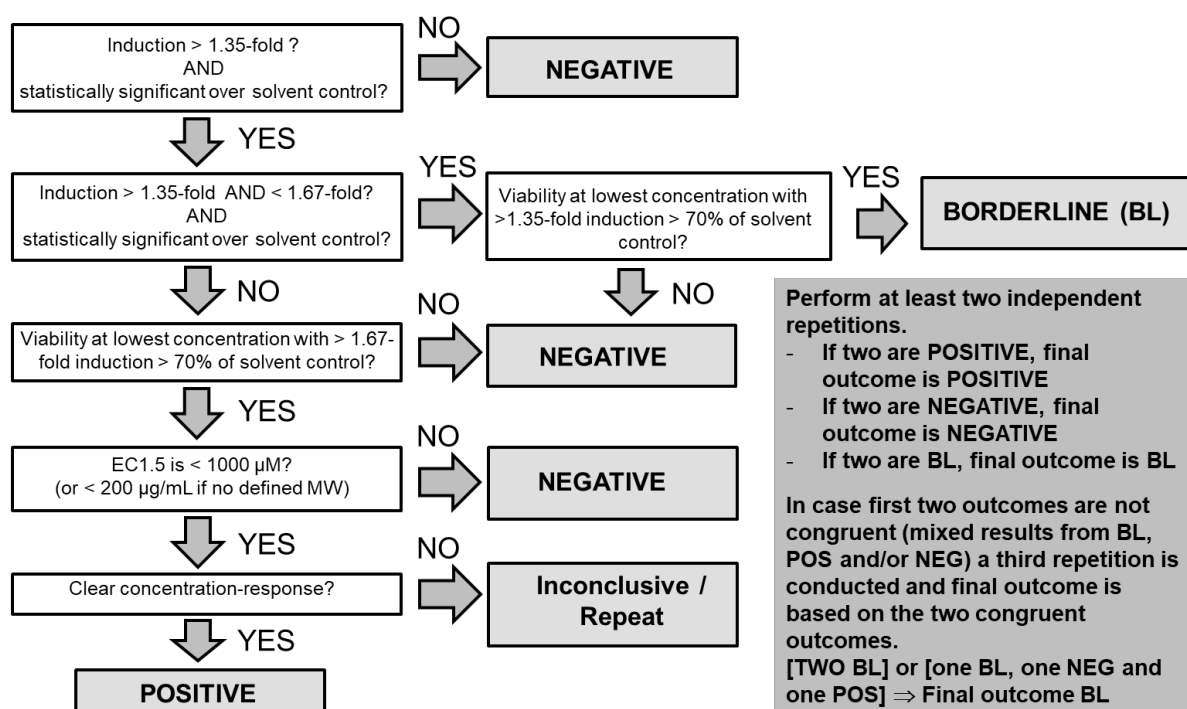 Induction > 1.35-fold ?
AND
statistically significant over solvent control?
NO
NEGATIVE
YES
Induction > 1.35-fold AND < 1.67-fold?
AND
statistically significant over solvent control?
YES
Viability at lowest concentration with
>1.35-fold induction > 70% of solvent
control?
YES
BORDERLINE (BL)
NO
NO
Viability at lowest concentration with > 1.67-
fold induction > 70% of solvent control?
NO
NEGATIVE
YES
EC1.5 is < 1000 µM?
(or < 200 µg/mL if no defined MW)
NO
NEGATIVE
YES
Clear concentration-response?
NO
Inconclusive /
Repeat
YES
POSITIVE
Perform at least two independent
repetitions.
- If two are POSITIVE, final
outcome is POSITIVE
- If two are NEGATIVE, final
outcome is NEGATIVE
- If two are BL, final outcome is BL
In case first two outcomes are not
congruent (mixed results from BL,
POS and/or NEG) a third repetition is
conducted and final outcome is
based on the two congruent
outcomes.
[TWO BL] or [one BL, one NEG and
one POS] ⇒ Final outcome BL